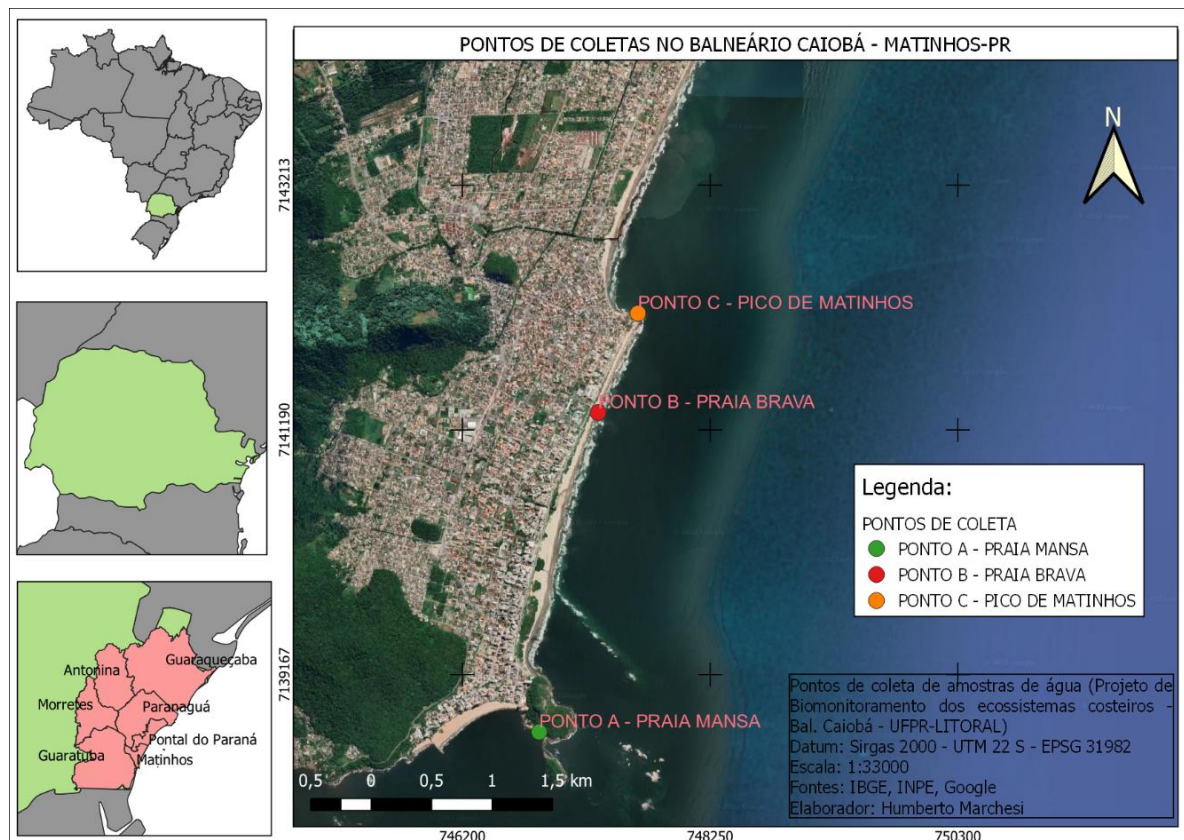 PONTOS DE COLETAS NO BALNEÁRIO CAIOBÁ - MATINHOS-PR
N
7143213
7141190
7139167
PONTO C - PICO DE MATINHOS
PONTO B - PRAIA BRAVA
PONTO A - PRAIA MANSA
Legenda:
PONTOS DE COLETA
PONTO A - PRAIA MANSA
PONTO B - PRAIA BRAVA
PONTO C - PICO DE MATINHOS
Guaraqueçaba
Antonina
Morretes
Paranaguá
Pontal do Paraná
Guaratuba
Matinhos
0,5 0 0,5 1 1,5 km
Pontos de coleta de amostras de água (Projeto de
Biomonitoramento dos ecossistemas costeiros -
Bal. Caiobá - UFPR-LITORAL)
Datum: Sirgas 2000 - UTM 22 S - EPSG 31982
Escala: 1:33000
Fontes: IBGE, INPE, Google
Elaborador: Humberto Marchesi
746200 748250 750300